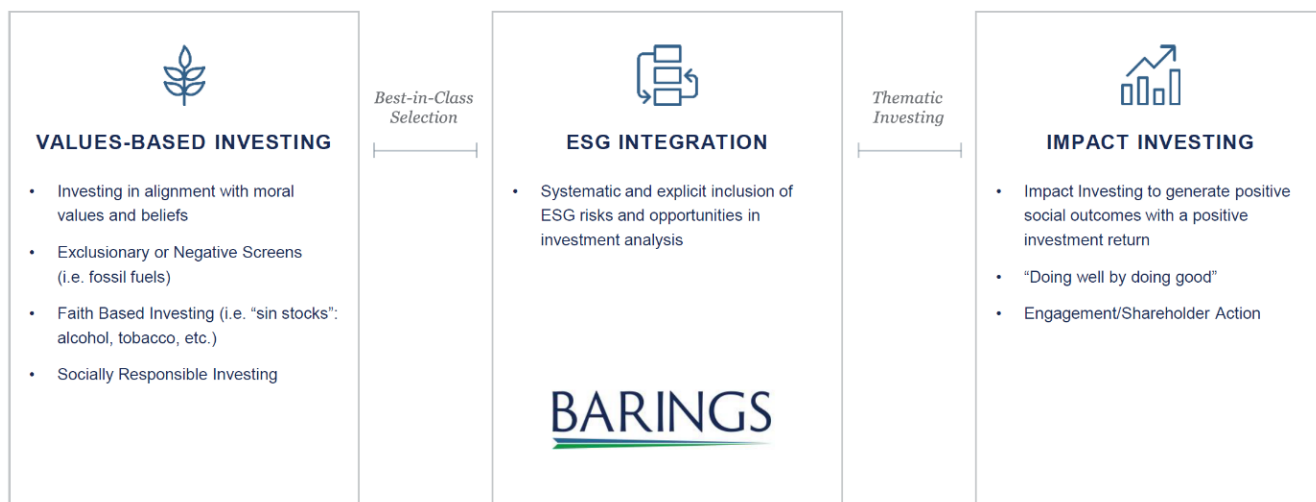 VALUES-BASED INVESTING
• Investing in alignment with moral
values and beliefs
• Exclusionary or Negative Screens
(i.e. fossil fuels)
• Faith Based Investing (i.e. “sin stocks”:
alcohol, tobacco, etc.)
• Socially Responsible Investing
Best-in-Class
Selection
ESG INTEGRATION
• Systematic and explicit inclusion of
ESG risks and opportunities in
investment analysis
BARINGS
Thematic
Investing
IMPACT INVESTING
• Impact Investing to generate positive
social outcomes with a positive
investment return
• “Doing well by doing good”
• Engagement/Shareholder Action